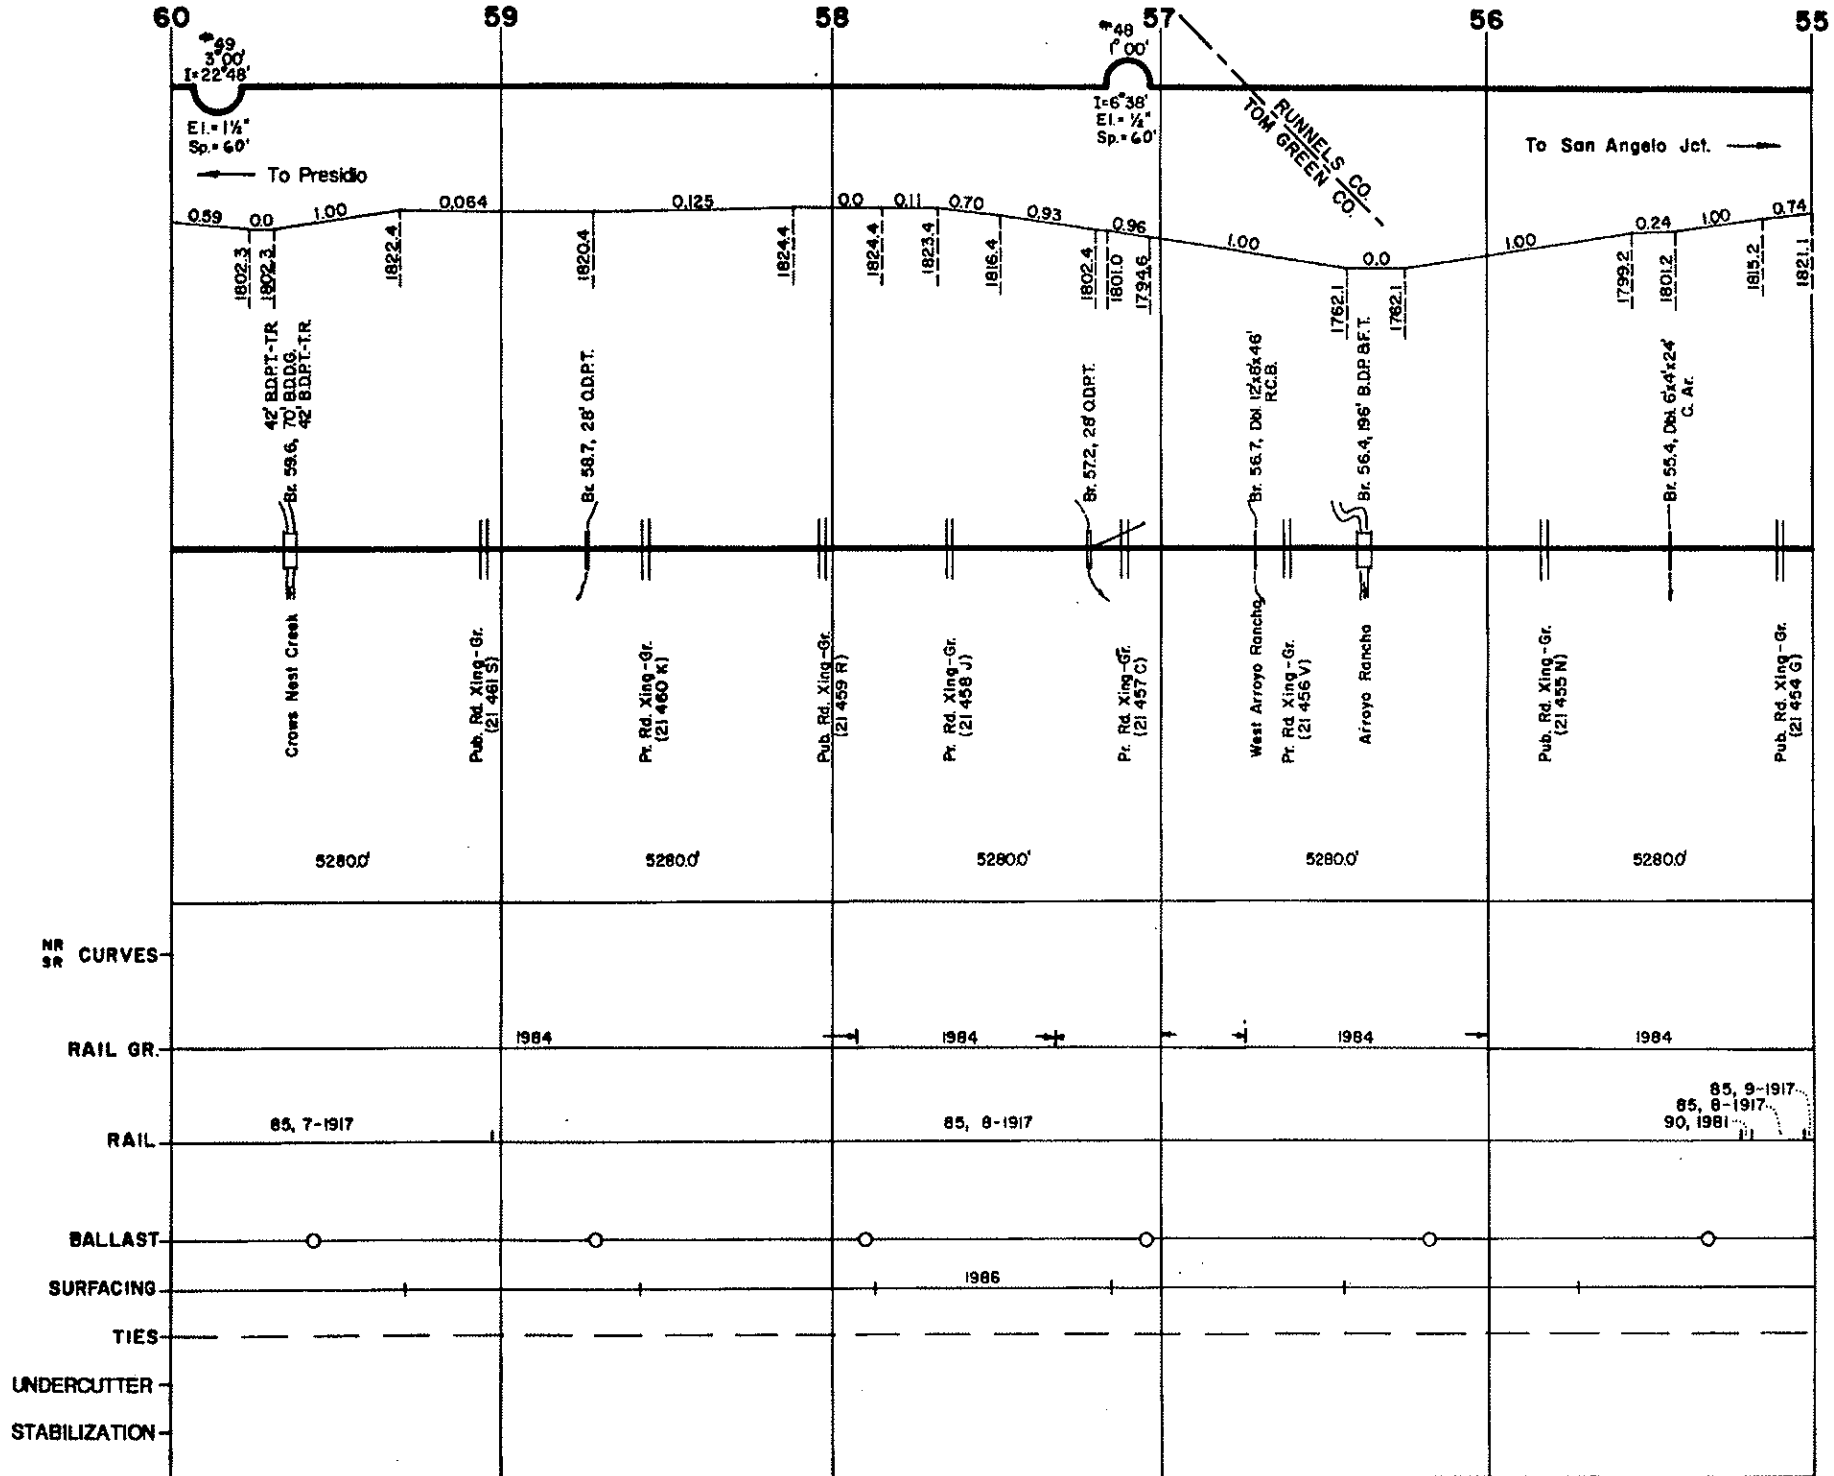 60
59
58
57
56
55
#49
3°00'
I=22°48'
El.=1½"
Sp.=60'
#48
1°00'
I=6°38'
El.=½"
Sp.=60'
RUNNELS CO.
TOM GREEN CO.
To Presidio
To San Angelo Jct.
0.59
0.0
1.00
0.064
0.125
0.0
0.11
0.70
0.93
0.96
1.00
0.0
1.00
0.24
1.00
0.74
1802.3
1802.3
1822.4
1820.4
1824.4
1824.4
1823.4
1816.4
1802.4
1801.0
1794.6
1762.1
1762.1
1799.2
1801.2
1815.2
1821.1
42' B.D.P.T.-T.R.
Br. 59.6, 70' B.D.D.G.
42' B.D.P.T.-T.R.
Br. 58.7, 28' O.D.P.T.
Br. 57.2, 28' O.D.P.T.
Br. 56.7, Dbl. 12'x8'x46'
R.C.B.
Br. 56.4, 196' B.D.P. & F.T.
Br. 55.4, Dbl. 6'x4'x24'
C. Ar.
Crows Nest Creek
Pub. Rd. Xing-Gr.
(21 461 S)
Pr. Rd. Xing-Gr.
(21 460 K)
Pub. Rd. Xing-Gr.
(21 459 R)
Pr. Rd. Xing-Gr.
(21 458 J)
Pr. Rd. Xing-Gr.
(21 457 C)
West Arroyo Rancho
Pr. Rd. Xing-Gr.
(21 456 V)
Arroyo Rancho
Pub. Rd. Xing-Gr.
(21 455 N)
Pub. Rd. Xing-Gr.
(21 454 G)
5280.0'
5280.0'
5280.0'
5280.0'
5280.0'
NR
SR
CURVES
RAIL GR.
1984
1984
1984
1984
RAIL
85, 7-1917
85, 8-1917
85, 9-1917
85, 8-1917
90, 1981
BALLAST
SURFACING
1986
TIES
UNDERCUTTER
STABILIZATION